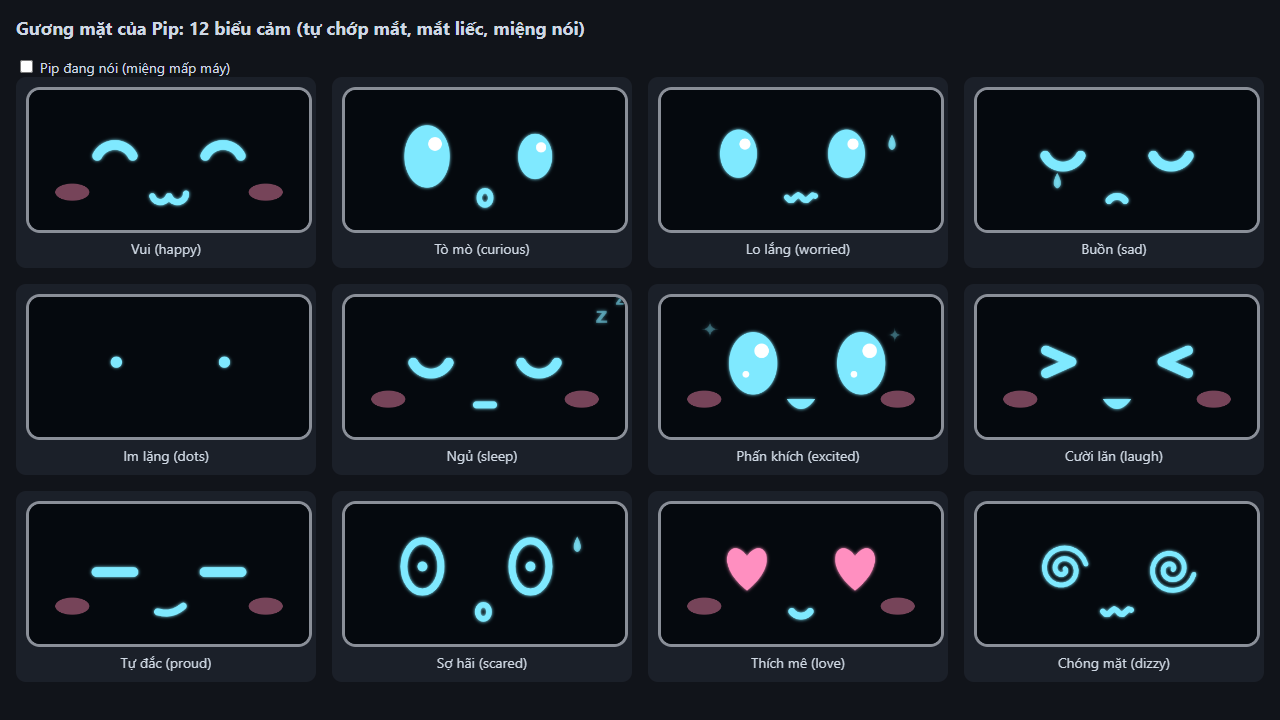 Gương mặt của Pip: 12 biểu cảm (tự chớp mắt, mắt liếc, miệng nói)
Pip đang nói (miệng mấp máy)
Vui (happy)
Tò mò (curious)
Lo lắng (worried)
Buồn (sad)
z z
Im lặng (dots)
Ngủ (sleep)
Phấn khích (excited)
Cười lăn (laugh)
Tự đắc (proud)
Sợ hãi (scared)
Thích mê (love)
Chóng mặt (dizzy)